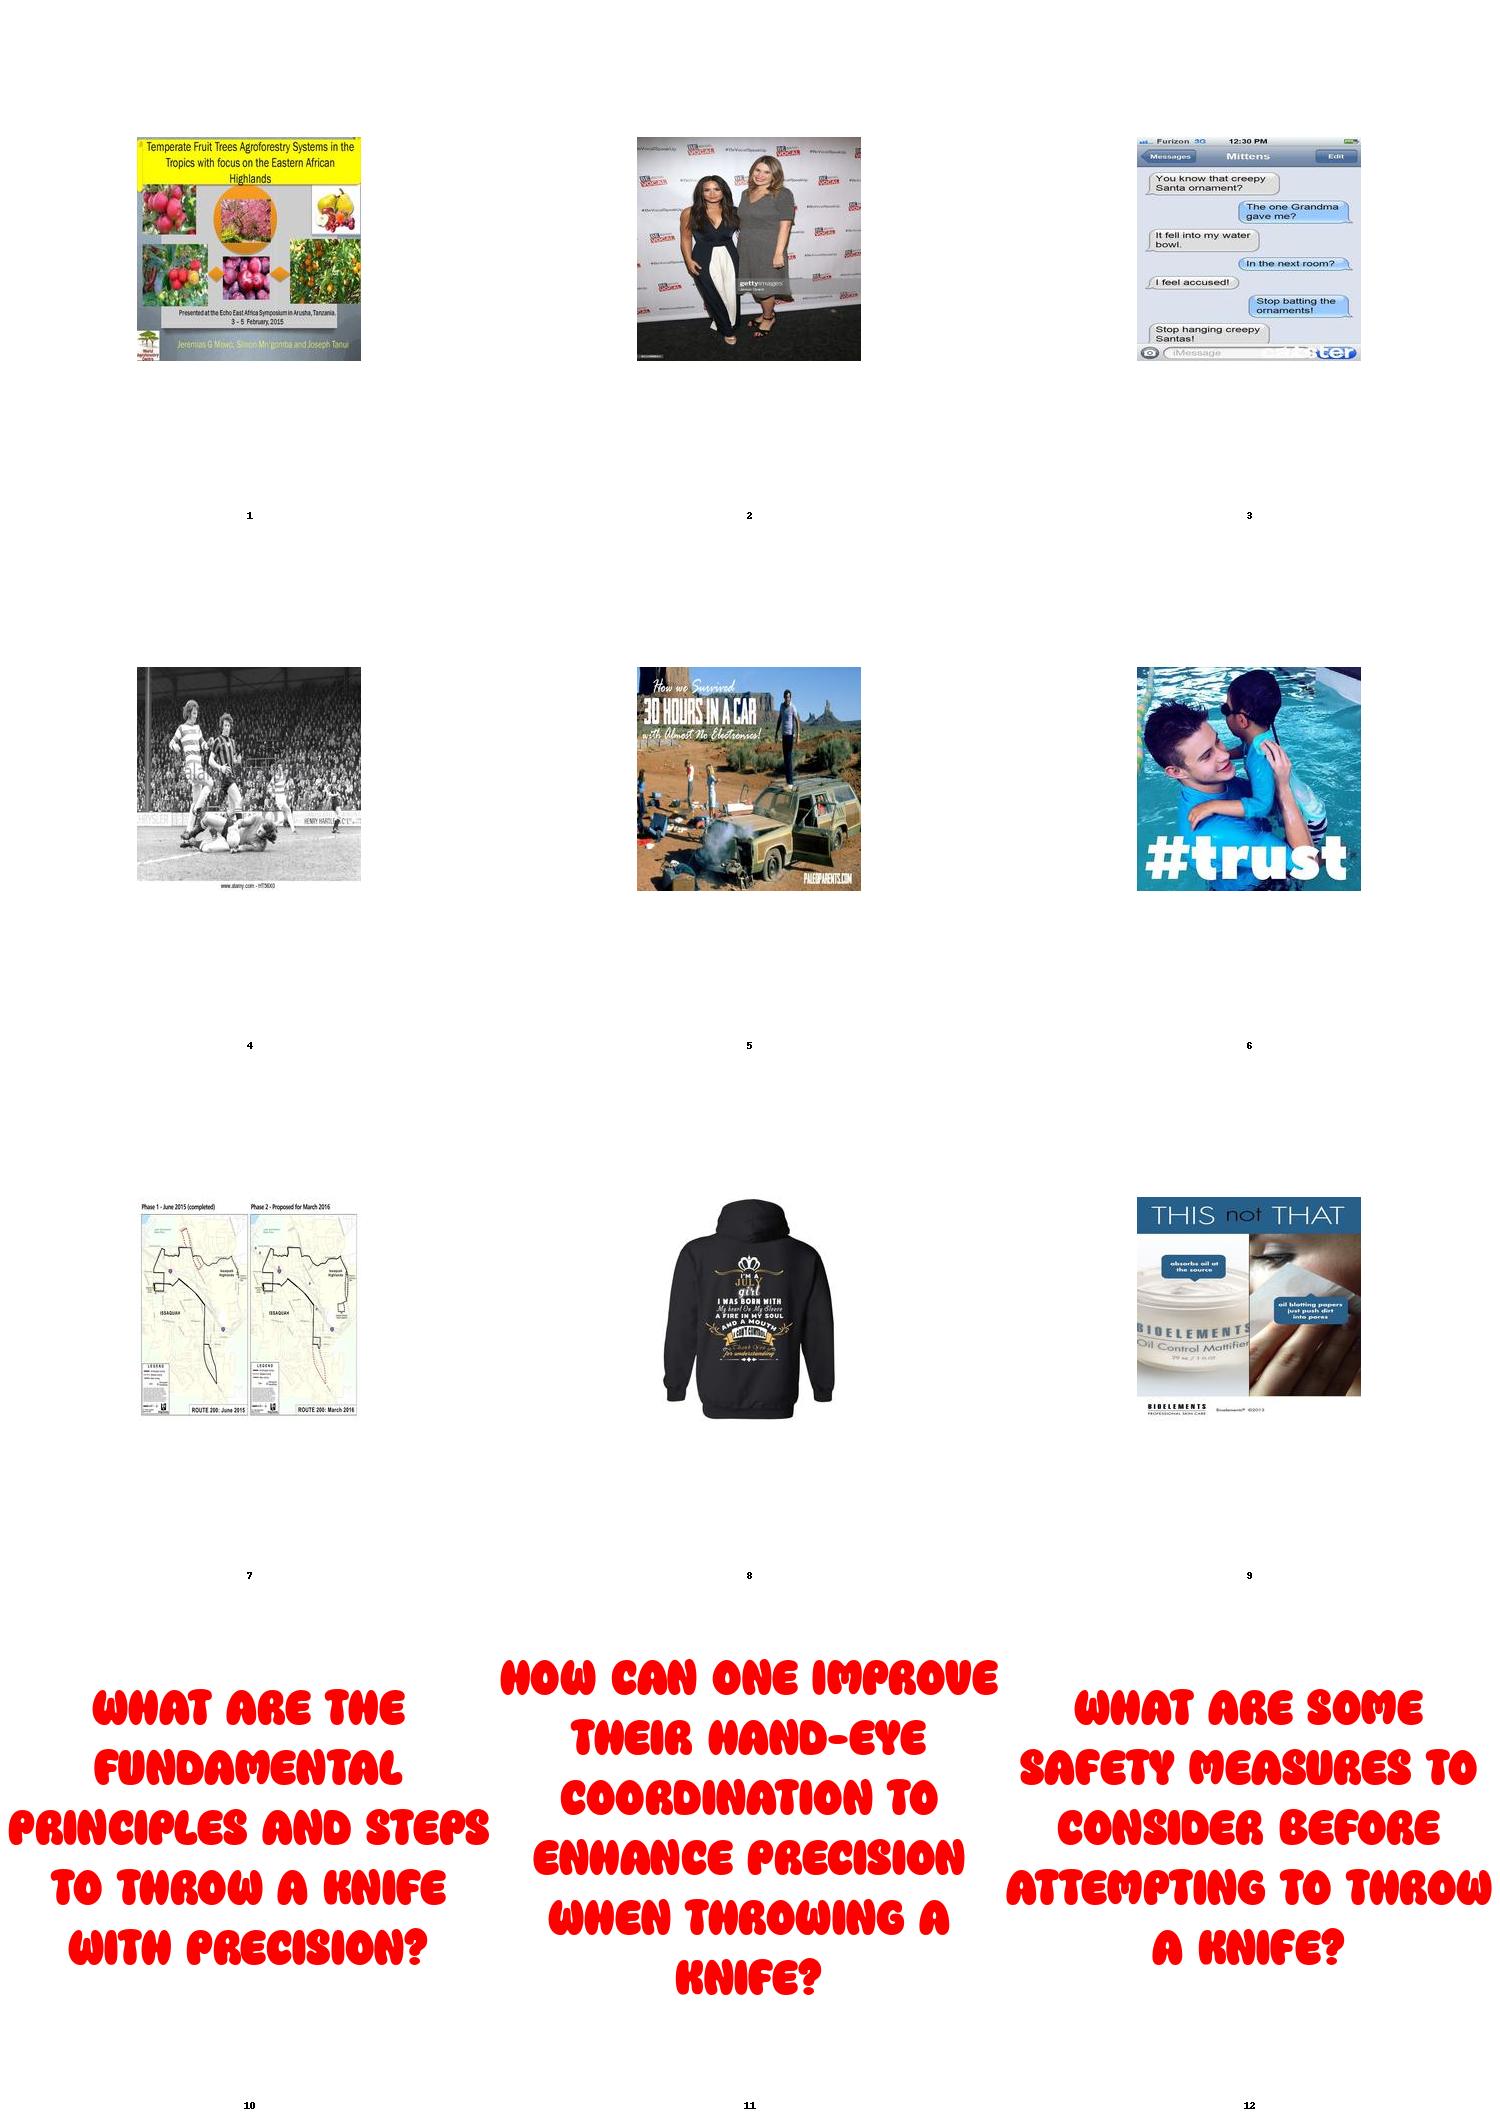 Temperate Fruit Trees Agroforestry Systems in the
Tropics with focus on the Eastern African
Highlands
Presented at the Echo East Africa Symposium in Arusha, Tanzania.
3 - 5 February, 2015
Jeremias G Mowo, Simon Mn'gomba and Joseph Tanui
World
Agroforestry
Centre
1
#BeVocalSpeakUp
BE VOCAL
gettyimages
2
Furizon 3G 12:30 PM
Messages Mittens Edit
You know that creepy
Santa ornament?
The one Grandma
gave me?
It fell into my water
bowl.
In the next room?
I feel accused!
Stop batting the
ornaments!
Stop hanging creepy
Santas!
iMessage
3
CHRYSLER
HENRY HARGREAVES
www.alamy.com
4
How we Survived
30 HOURS IN A CAR
with Almost No Electronics!
PALEOPARENTS.COM
5
#trust
6
Phase 1 - June 2015 (completed) Phase 2 - Proposed for March 2016
Issaquah
Highlands
Issaquah
Highlands
ISSAQUAH
ISSAQUAH
LEGEND
LEGEND
ROUTE 200: June 2015 ROUTE 200: March 2016
7
I'M A
JULY
girl
I WAS BORN WITH
My heart On My Sleeve
A FIRE IN MY SOUL
AND A MOUTH
I CAN'T CONTROL
Thank You
for understanding
8
THIS not THAT
absorbs oil at
the source
oil blotting papers
just push dirt
into pores
BIOELEMENTS
Oil Control Mattifier
BIOELEMENTS
PROFESSIONAL SKIN CARE
Bioelements® ©2013
9
WHAT ARE THE
FUNDAMENTAL
PRINCIPLES AND STEPS
TO THROW A KNIFE
WITH PRECISION?
10
HOW CAN ONE IMPROVE
THEIR HAND-EYE
COORDINATION TO
ENHANCE PRECISION
WHEN THROWING A
KNIFE?
11
WHAT ARE SOME
SAFETY MEASURES TO
CONSIDER BEFORE
ATTEMPTING TO THROW
A KNIFE?
12